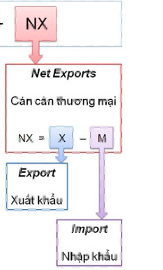 - NX
Net Exports
Cán cân thương mại
NX = X – M
Export
Xuất khẩu
Import
Nhập khẩu